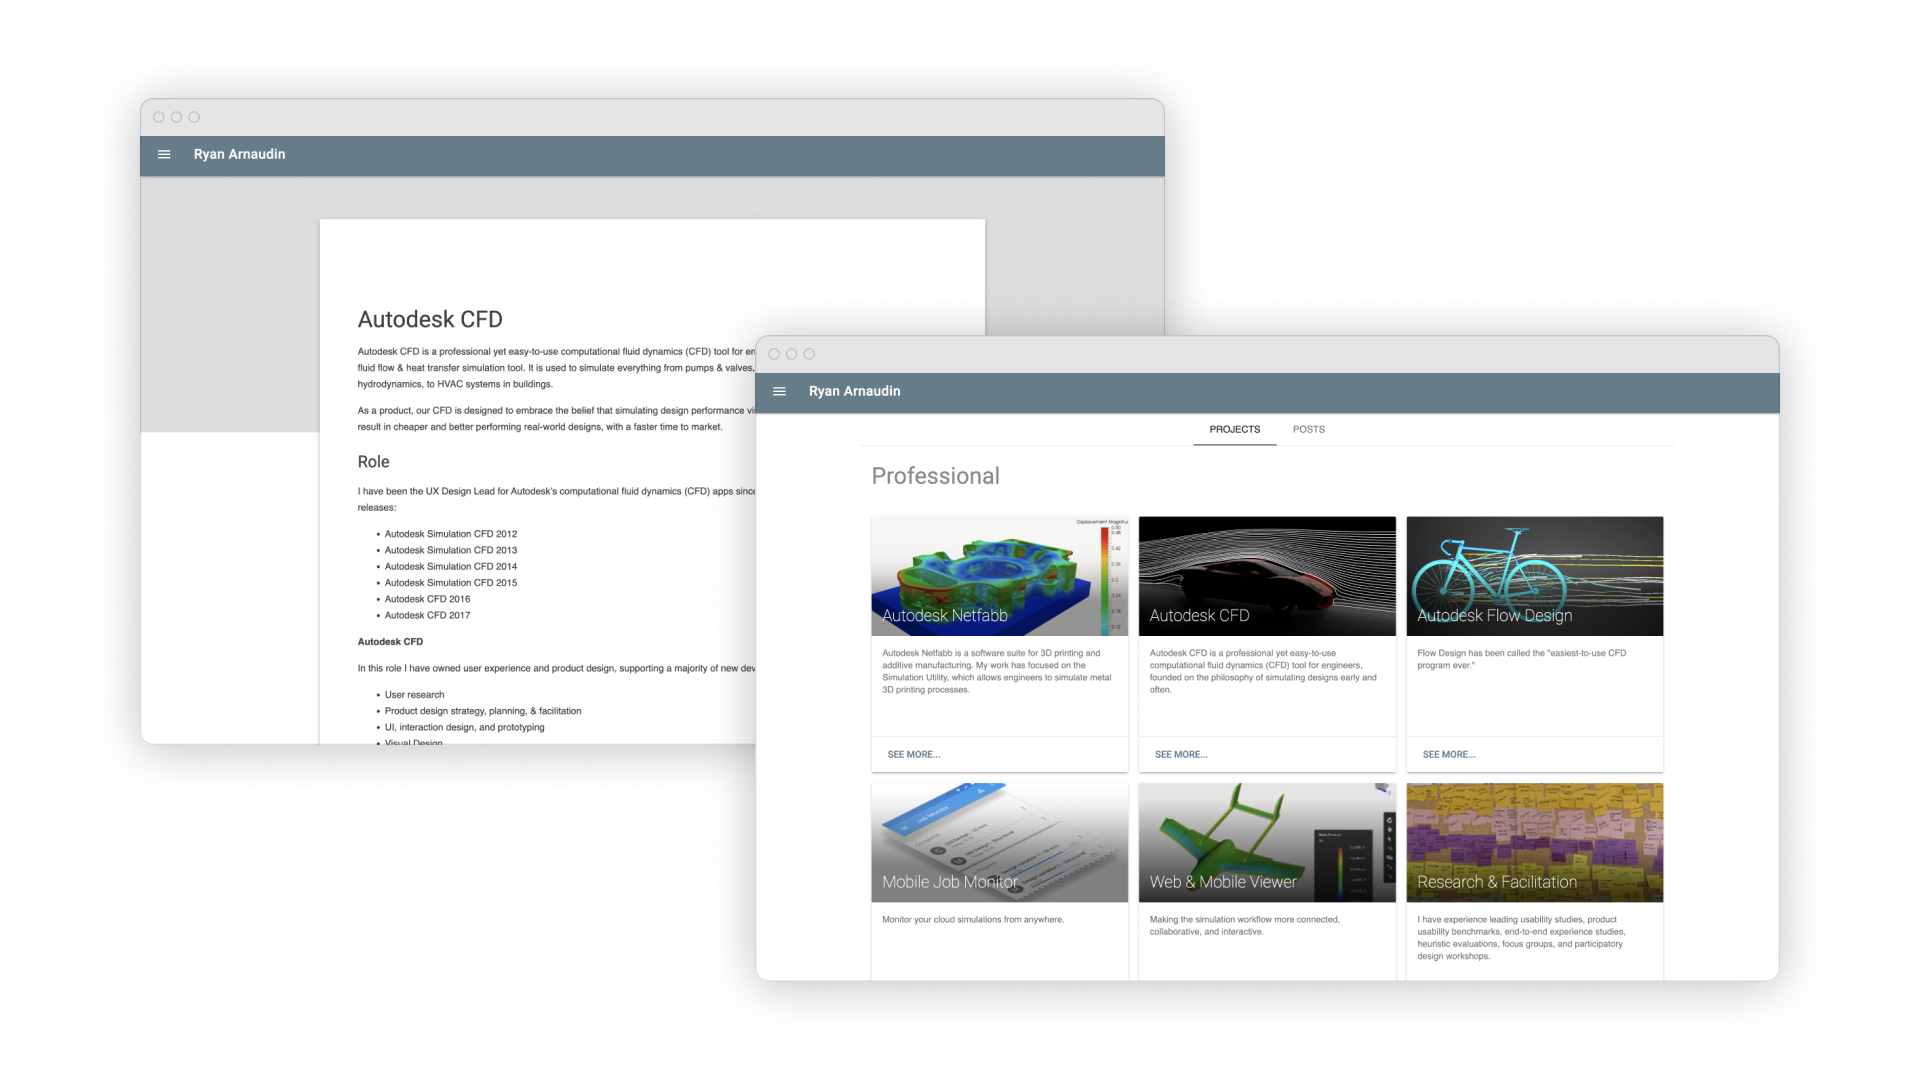 Ryan Arnaudin
Autodesk CFD
Autodesk CFD is a professional yet easy-to-use computational fluid dynamics (CFD) tool for
fluid flow & heat transfer simulation tool. It is used to simulate everything from pumps & valves,
hydrodynamics, to HVAC systems in buildings.
As a product, our CFD is designed to embrace the belief that simulating design performance
result in cheaper and better performing real-world designs, with a faster time to market.
Role
I have been the UX Design Lead for Autodesk's computational fluid dynamics (CFD) apps since
releases:
• Autodesk Simulation CFD 2012
• Autodesk Simulation CFD 2013
• Autodesk Simulation CFD 2014
• Autodesk Simulation CFD 2015
• Autodesk CFD 2016
• Autodesk CFD 2017
Autodesk CFD
In this role I have owned user experience and product design, supporting a majority of new
• User research
• Product design strategy, planning, & facilitation
• UI, interaction design, and prototyping
• Visual Design
Ryan Arnaudin
PROJECTS POSTS
Professional
Displacement Magnitu
Autodesk Netfabb
Autodesk Netfabb is a software suite for 3D printing and
additive manufacturing. My work has focused on the
Simulation Utility, which allows engineers to simulate metal
3D printing processes.
SEE MORE...
Autodesk CFD
Autodesk CFD is a professional yet easy-to-use
computational fluid dynamics (CFD) tool for engineers,
founded on the philosophy of simulating designs early and
often.
SEE MORE...
Autodesk Flow Design
Flow Design has been called the "easiest-to-use CFD
program ever."
SEE MORE...
Job Monitor
Mobile Job Monitor
Monitor your cloud simulations from anywhere.
Web & Mobile Viewer
Making the simulation workflow more connected,
collaborative, and interactive.
Research & Facilitation
I have experience leading usability studies, product
usability benchmarks, end-to-end experience studies,
heuristic evaluations, focus groups, and participatory
design workshops.